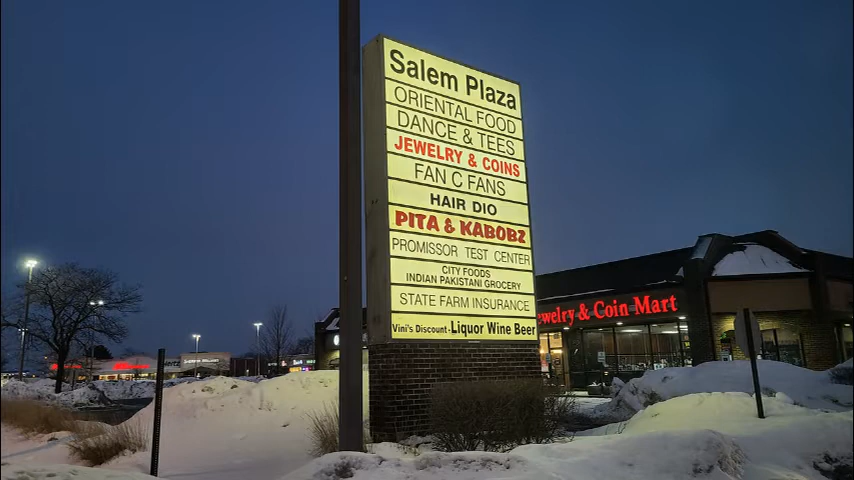 Salem Plaza
ORIENTAL FOOD
DANCE & TEES
JEWELRY & COINS
FAN C FANS
HAIR DIO
PITA & KABOBZ
PROMISSOR TEST CENTER
CITY FOODS
INDIAN PAKISTANI GROCERY
STATE FARM INSURANCE
Vini's Discount - Liquor Wine Beer
Jewelry & Coin Mart